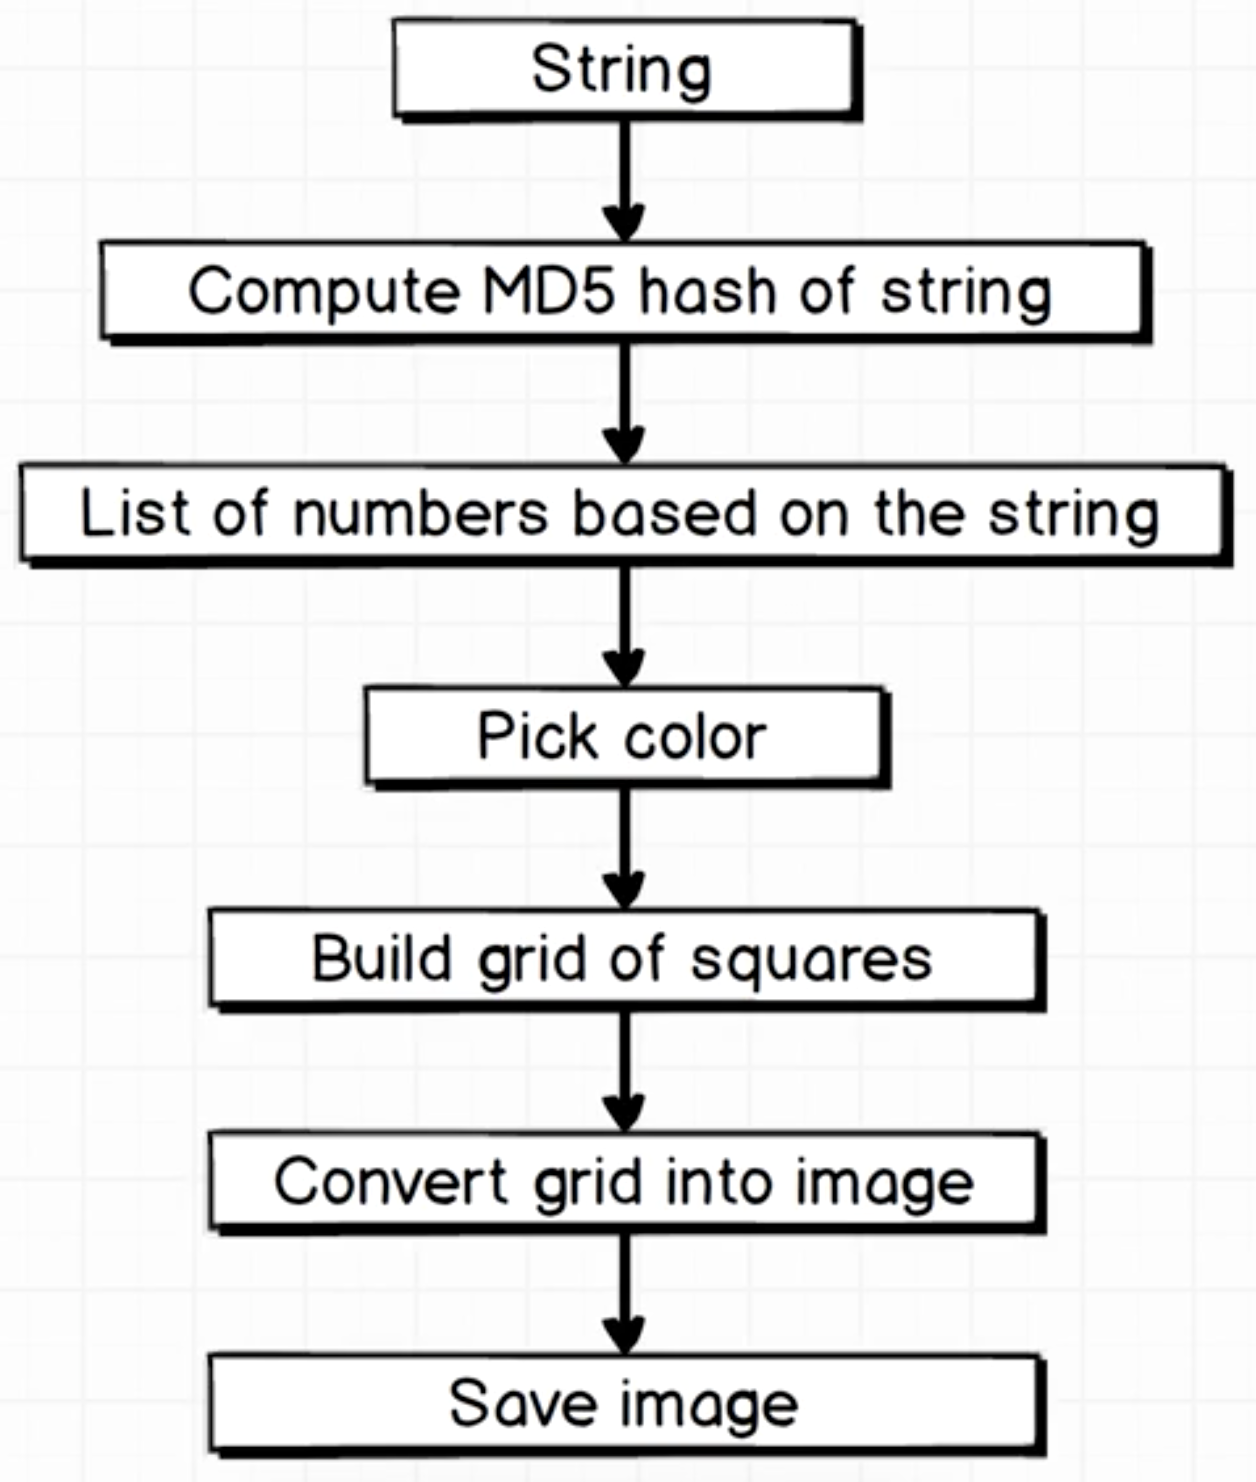 String
Compute MD5 hash of string
List of numbers based on the string
Pick color
Build grid of squares
Convert grid into image
Save image